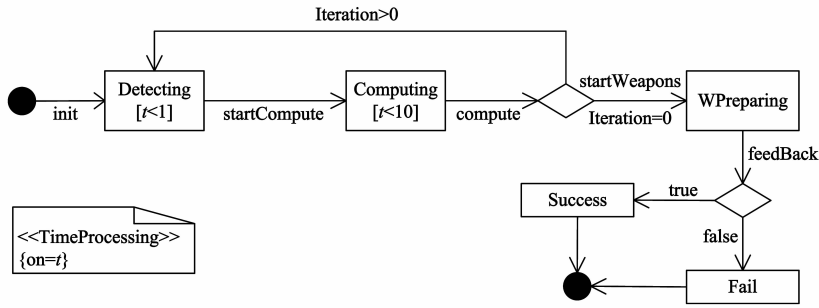 Iteration>0
Detecting
[t<1]
Computing
[t<10]
startWeapons
WPreparing
init
startCompute
compute
Iteration=0
feedBack
Success
true
<<TimeProcessing>>
{on=t}
false
Fail